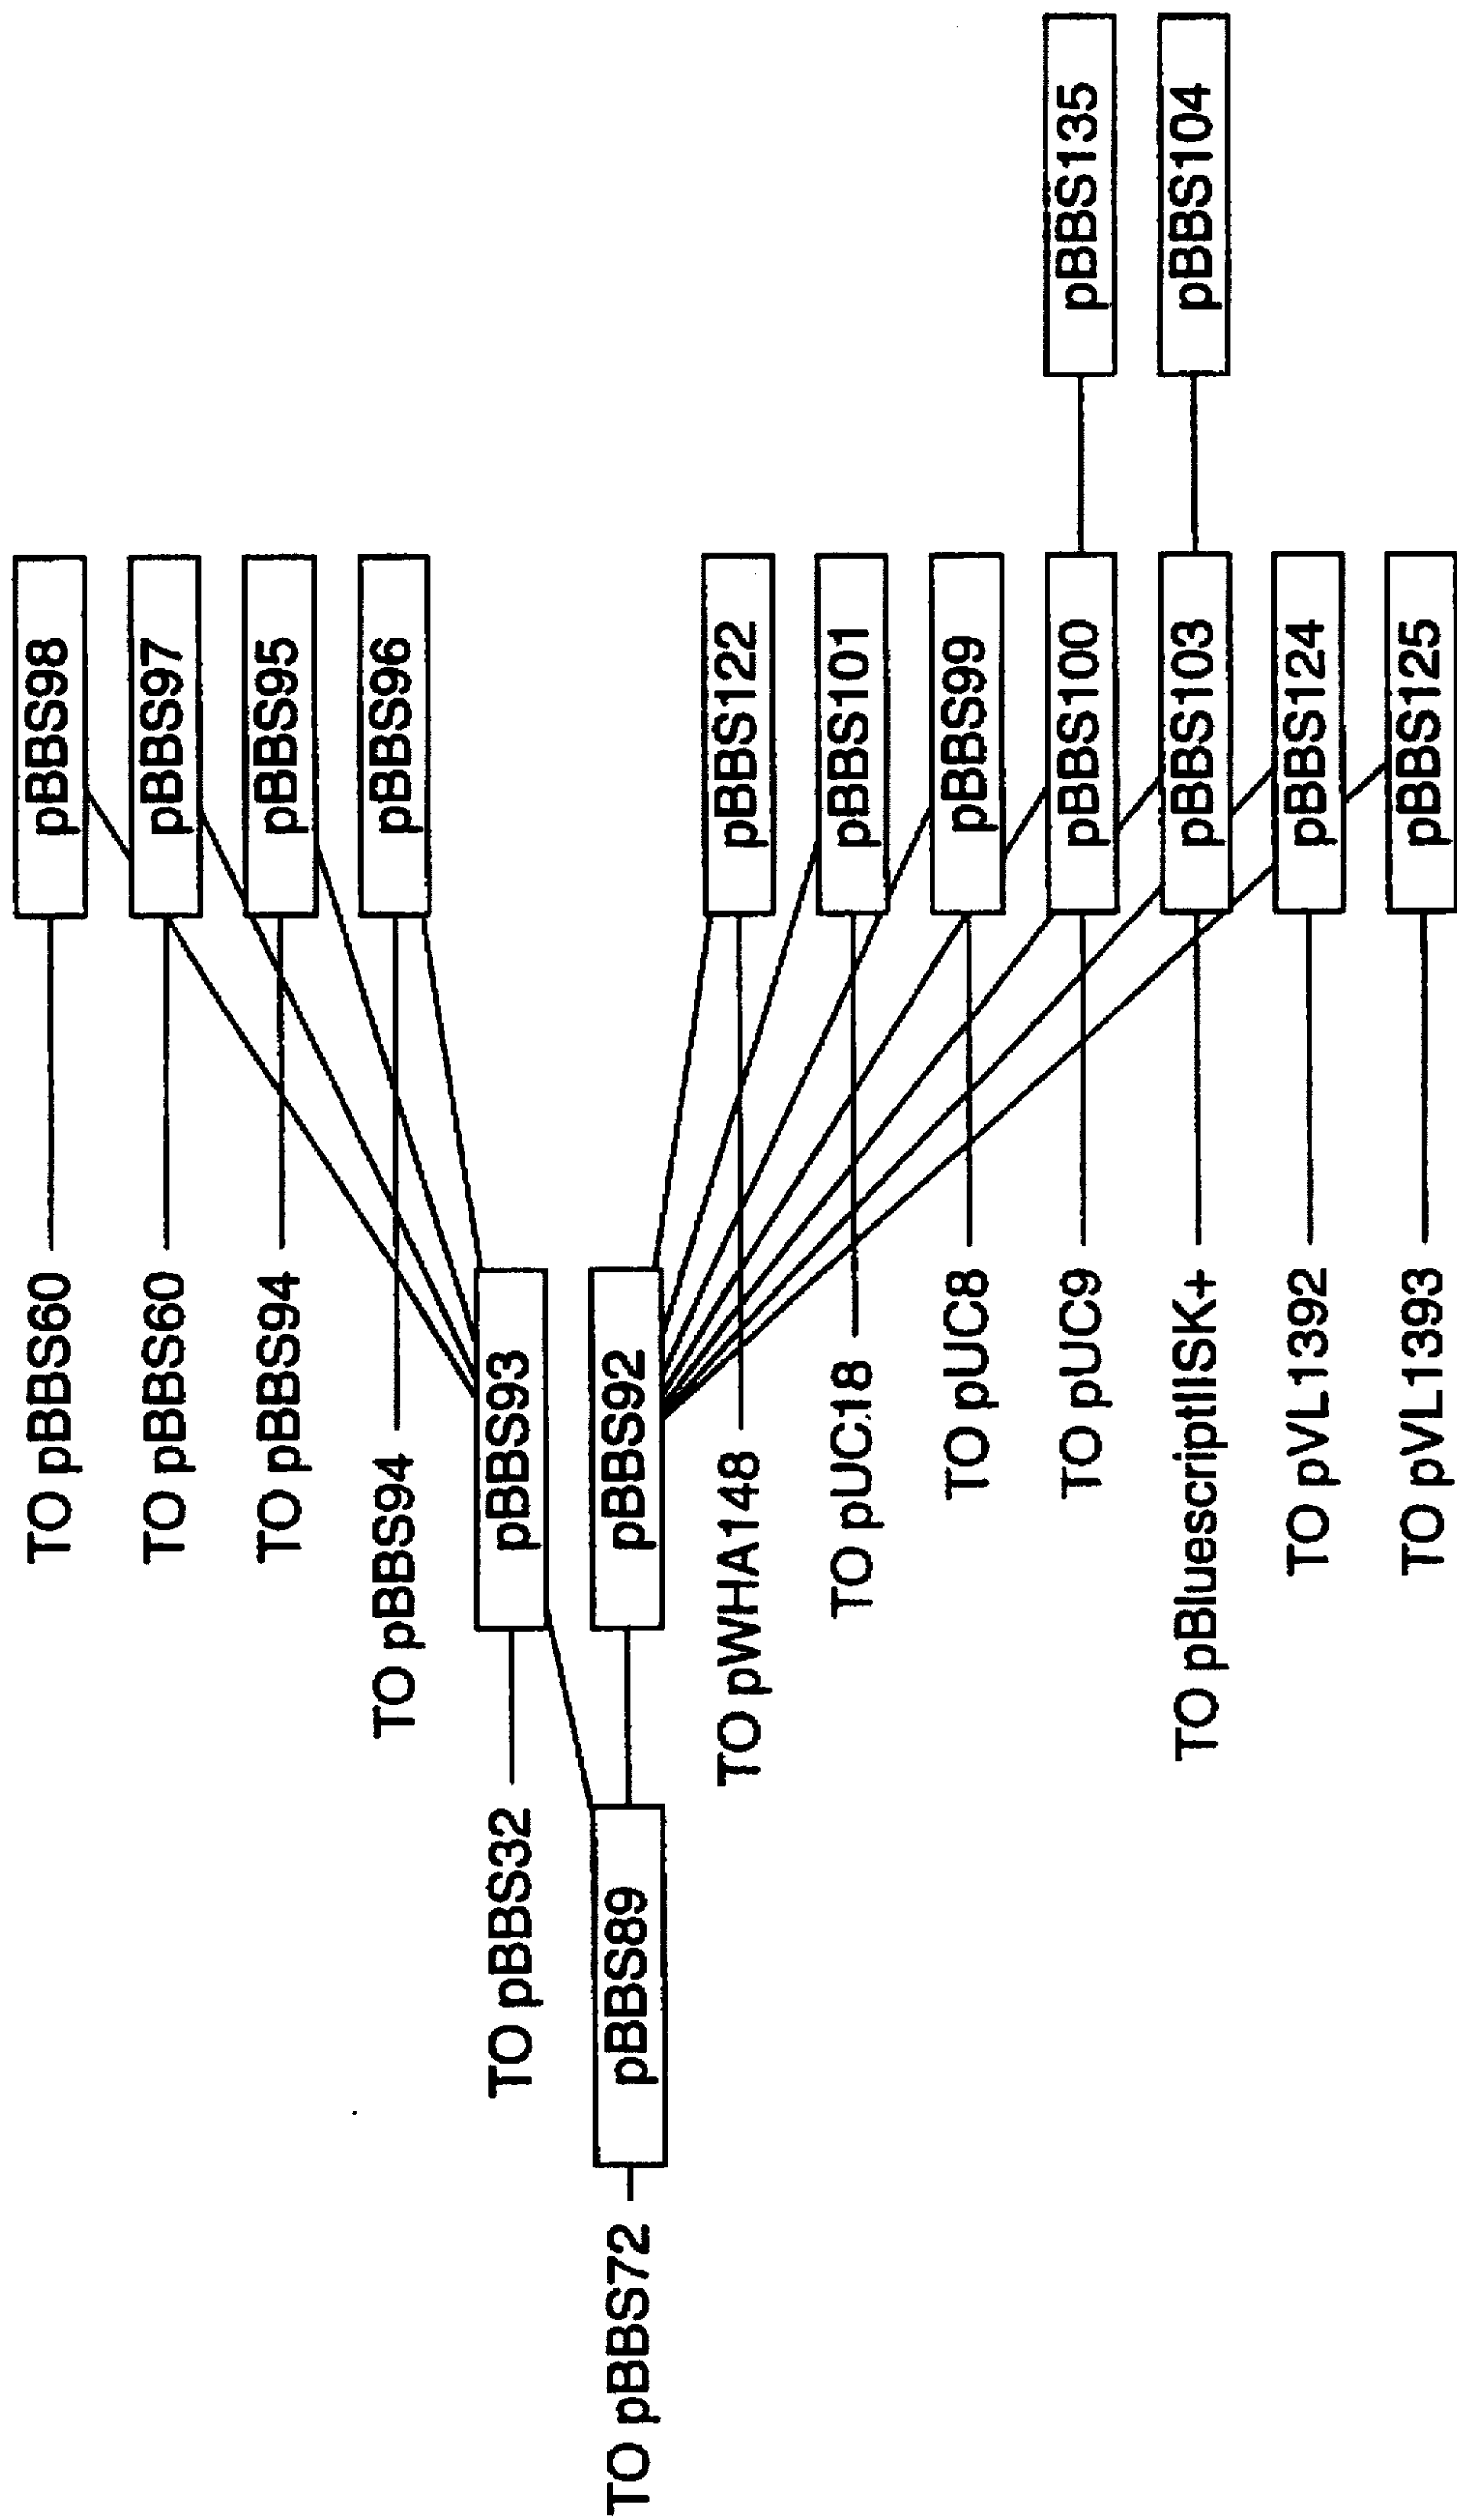 pBBS135
pBBS104
pBBS98
pBBS97
pBBS95
pBBS96
pBBS122
pBBS101
pBBS99
pBBS100
pBBS103
pBBS124
pBBS125
TO pBBS60
TO pBBS60
TO pBBS94
TO pBBS94
pBBS93
pBBS92
TO pWHA148
TO pUC18
TO pUC8
TO pUC9
TO pBluescriptIISK+
TO pVL1392
TO pVL1393
TO pBBS32
pBBS89
TO pBBS72